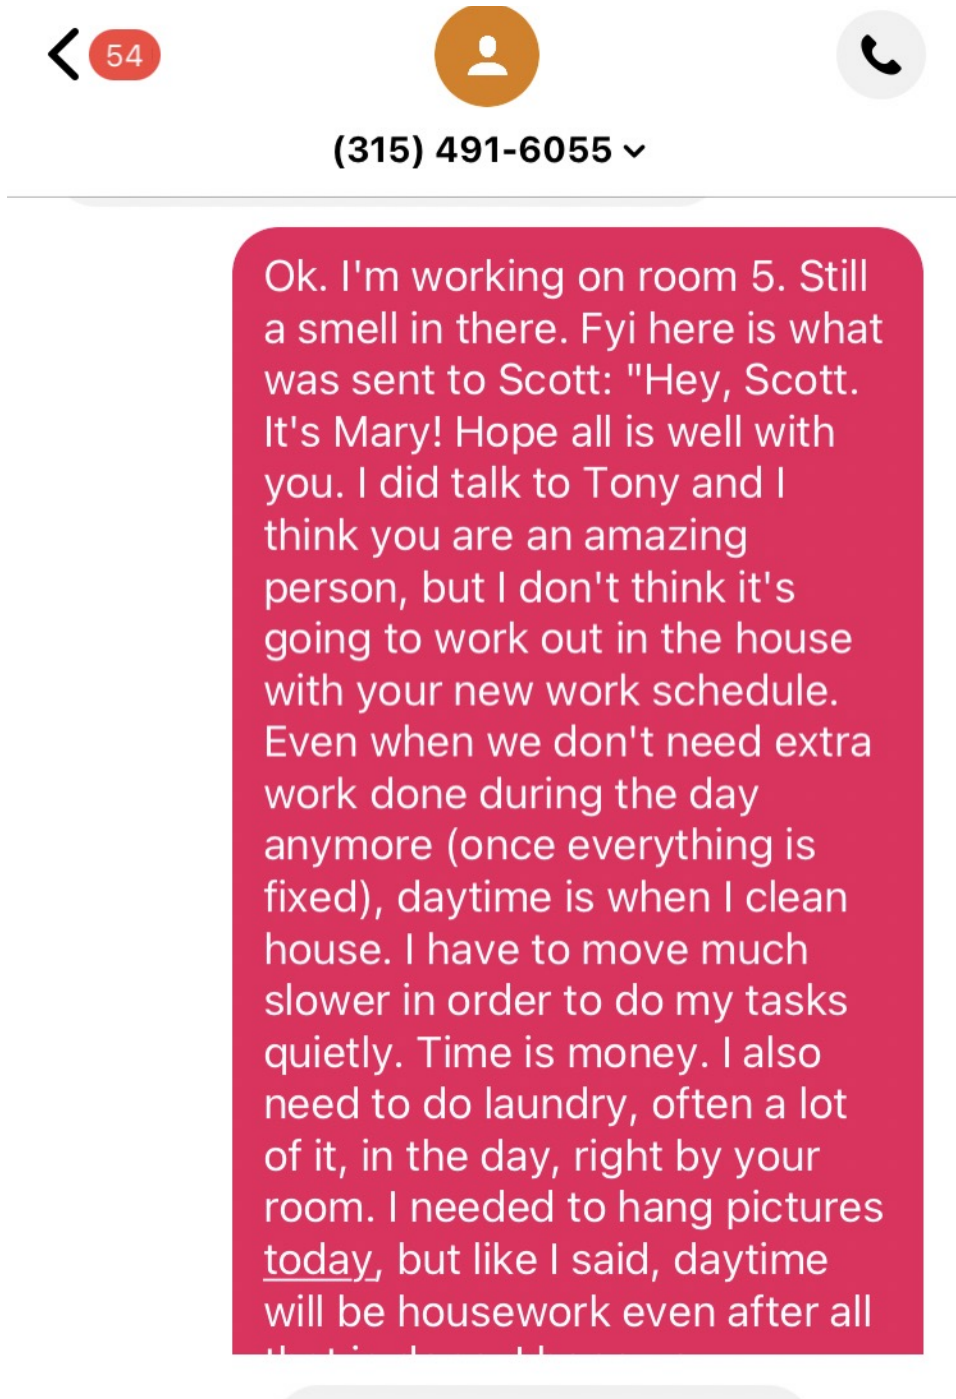 54
(315) 491-6055
Ok. I'm working on room 5. Still
a smell in there. Fyi here is what
was sent to Scott: "Hey, Scott.
It's Mary! Hope all is well with
you. I did talk to Tony and I
think you are an amazing
person, but I don't think it's
going to work out in the house
with your new work schedule.
Even when we don't need extra
work done during the day
anymore (once everything is
fixed), daytime is when I clean
house. I have to move much
slower in order to do my tasks
quietly. Time is money. I also
need to do laundry, often a lot
of it, in the day, right by your
room. I needed to hang pictures
today, but like I said, daytime
will be housework even after all